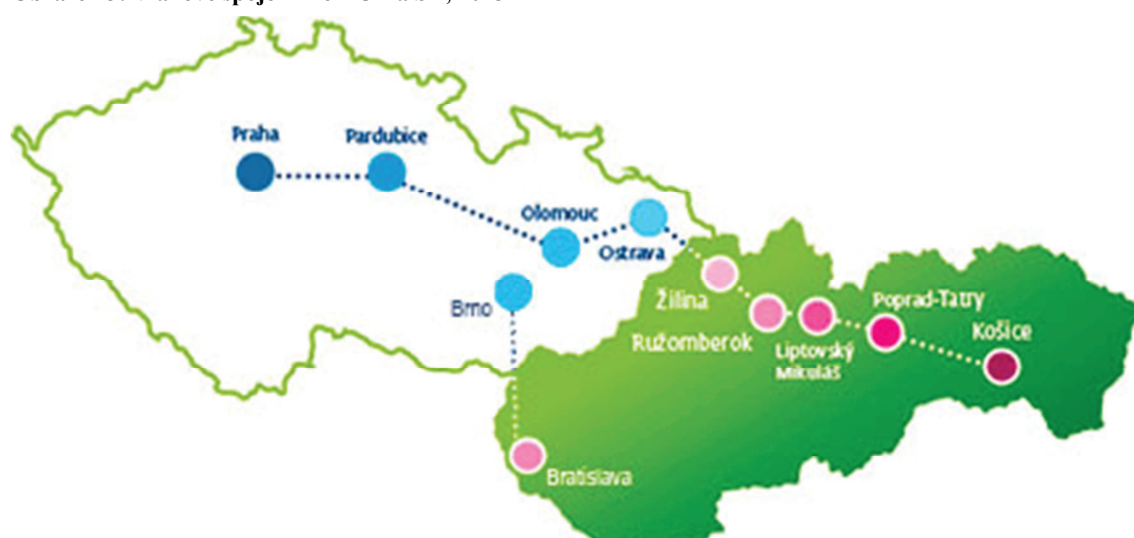 Praha
Pardubice
Olomouc
Ostrava
Brno
Žilina
Ružomberok
Liptovský
Mikuláš
Poprad-Tatry
Košice
Bratislava